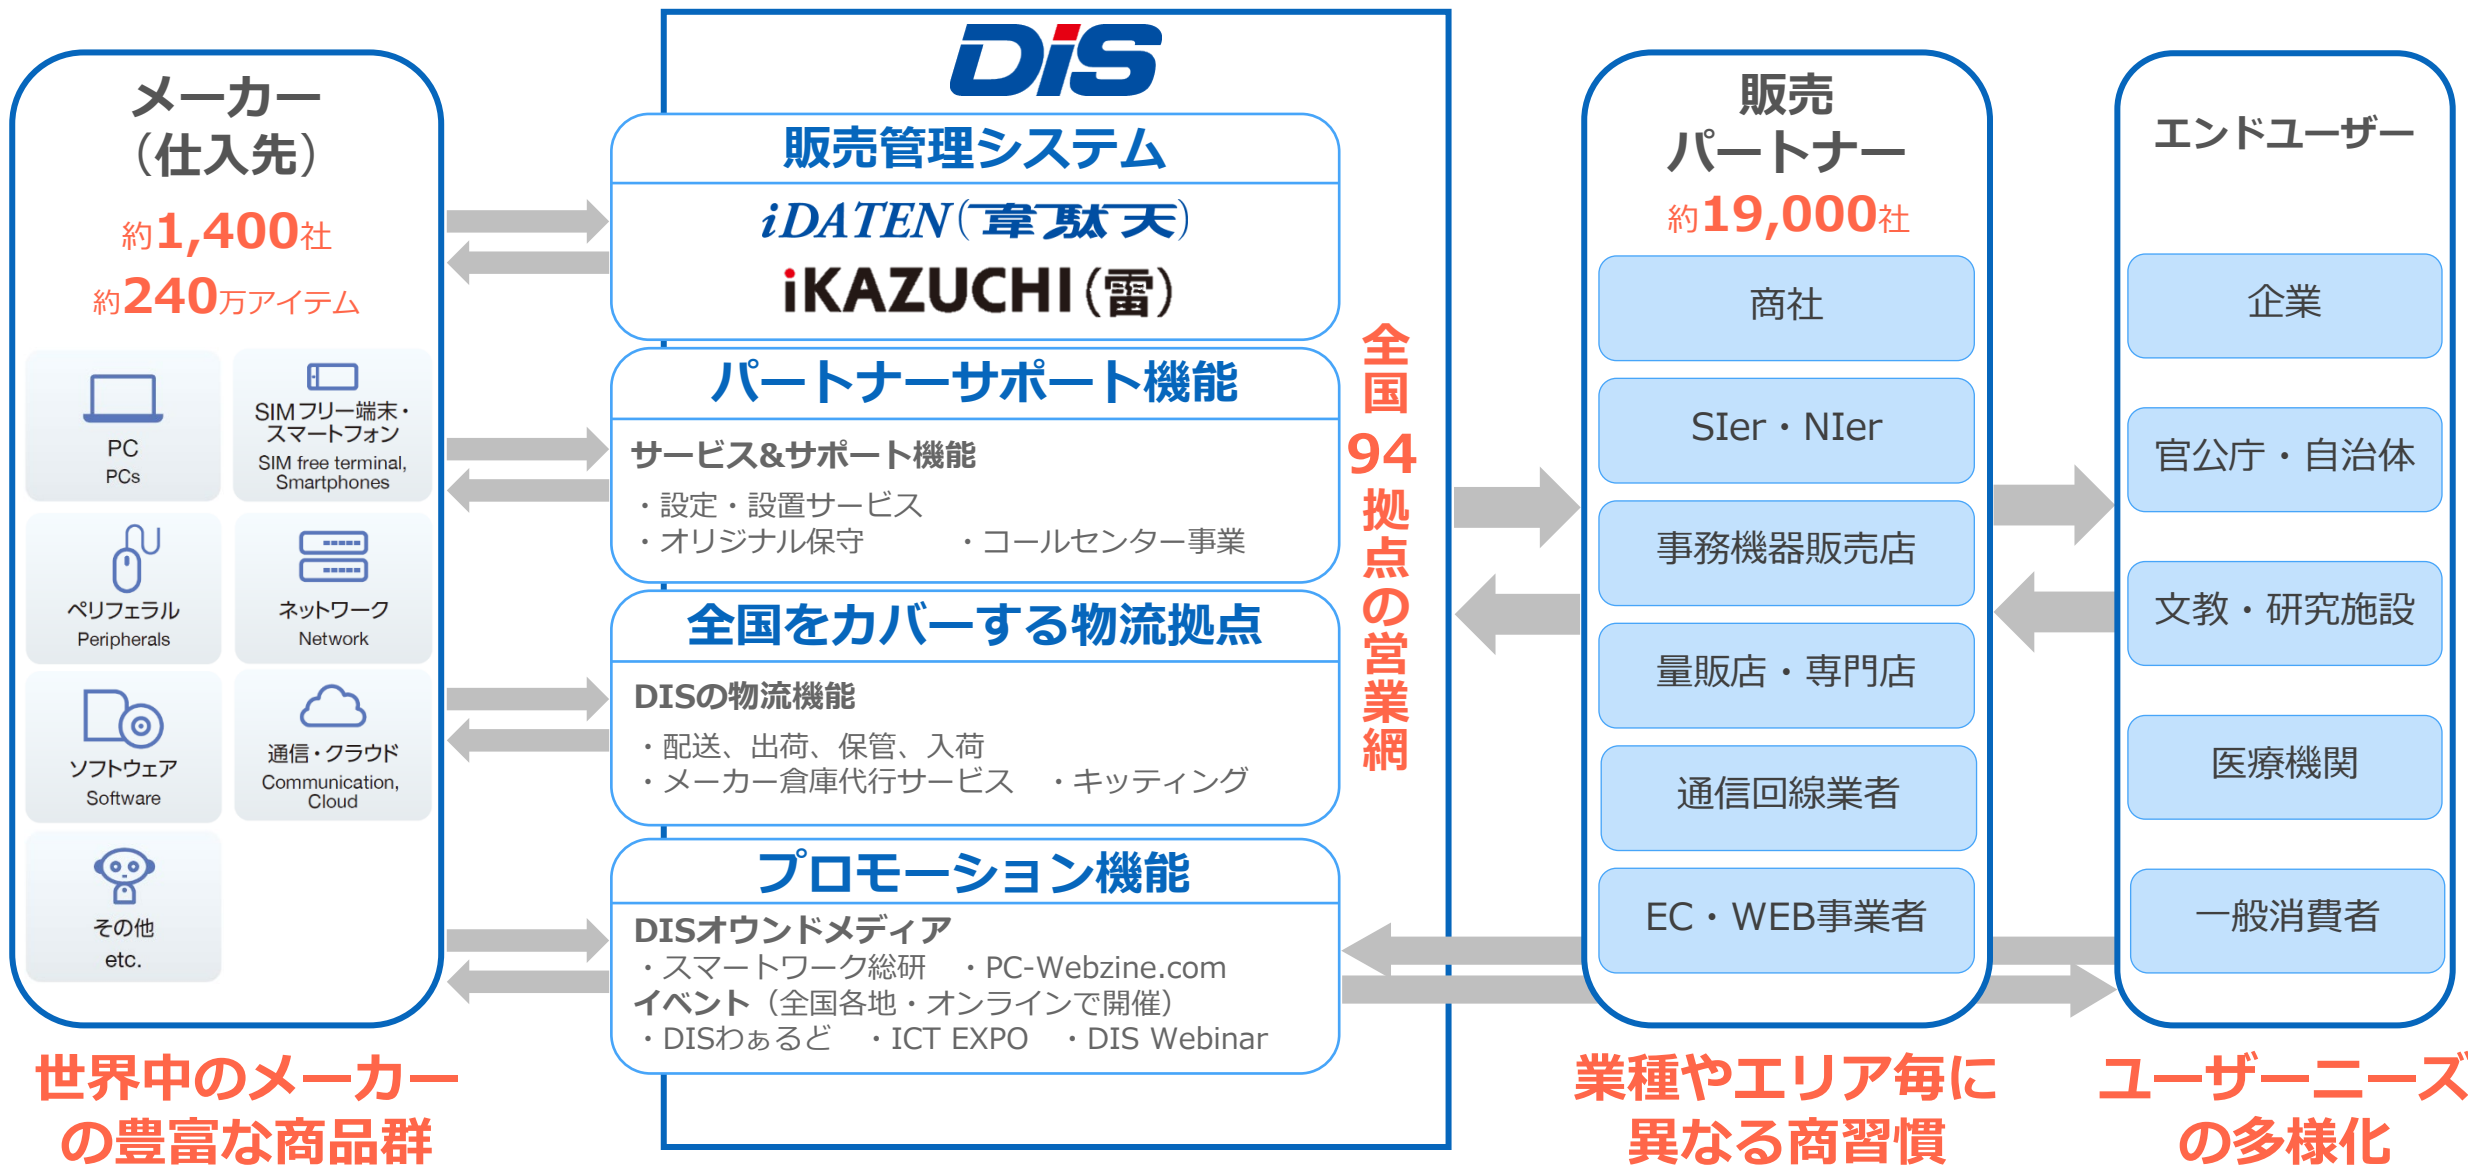 メーカー
（仕入先）
約1,400社
約240万アイテム
PC
PCs
SIMフリー端末・
スマートフォン
SIM free terminal,
Smartphones
ペリフェラル
Peripherals
ネットワーク
Network
ソフトウェア
Software
通信・クラウド
Communication,
Cloud
その他
etc.
世界中のメーカー
の豊富な商品群
DiS
販売管理システム
iDATEN(韋駄天)
iKAZUCHI(雷)
パートナーサポート機能
サービス&サポート機能
・設定・設置サービス
・オリジナル保守　・コールセンター事業
全国をカバーする物流拠点
DISの物流機能
・配送、出荷、保管、入荷
・メーカー倉庫代行サービス　・キッティング
プロモーション機能
DISオウンドメディア
・スマートワーク総研　・PC-Webzine.com
イベント（全国各地・オンラインで開催）
・DISわぁるど　・ICT EXPO　・DIS Webinar
全国94拠点の営業網
販売
パートナー
約19,000社
商社
SIer・NIer
事務機器販売店
量販店・専門店
通信回線業者
EC・WEB事業者
業種やエリア毎に
異なる商習慣
エンドユーザー
企業
官公庁・自治体
文教・研究施設
医療機関
一般消費者
ユーザーニーズ
の多様化